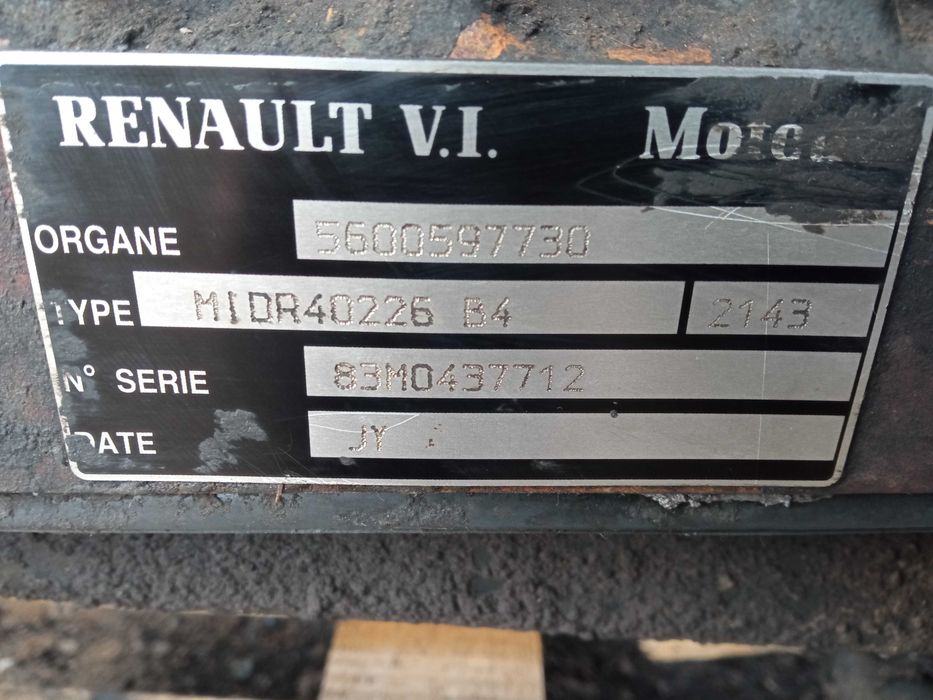 RENAULT V.I.
ORGANE 5600597730
TYPE MIDR40226 B4 2143
N° SERIE 83M0437712
DATE JY